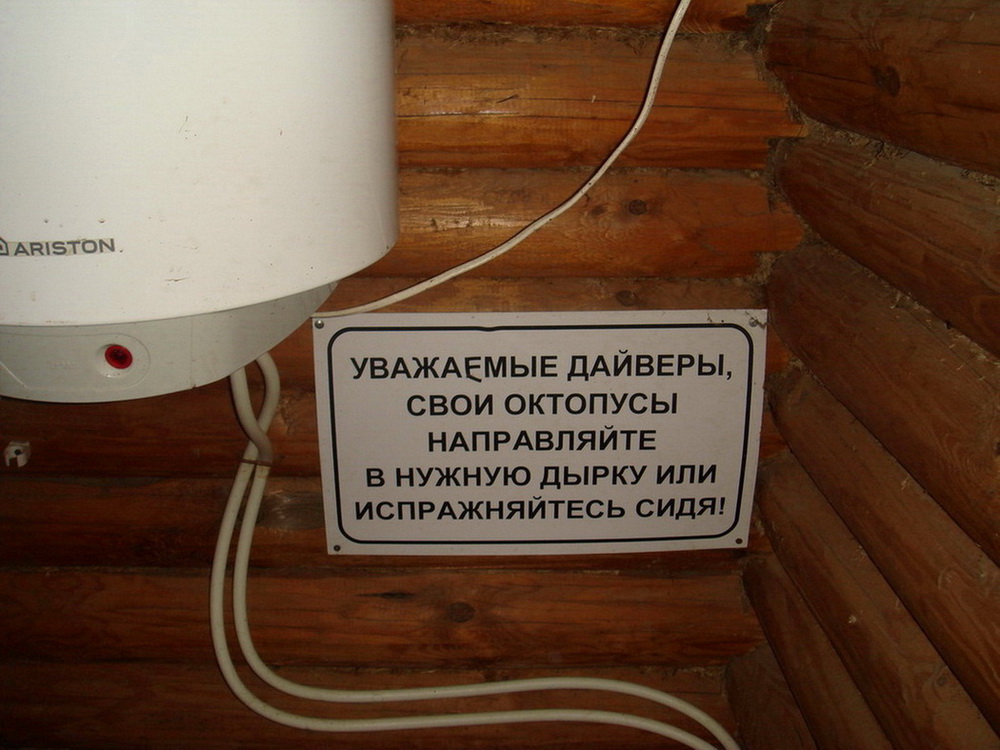 ARISTON
УВАЖАЕМЫЕ ДАЙВЕРЫ,
СВОИ ОКТОПУСЫ
НАПРАВЛЯЙТЕ
В НУЖНУЮ ДЫРКУ ИЛИ
ИСПРАЖНЯЙТЕСЬ СИДЯ!